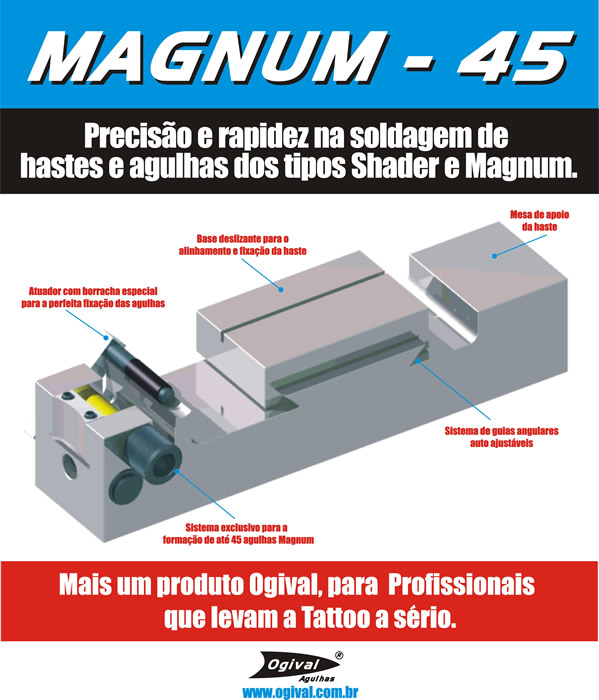 MAGNUM - 45
Precisão e rapidez na soldagem de
hastes e agulhas dos tipos Shader e Magnum.
Mesa de apoio
da haste
Base deslizante para o
alinhamento e fixação da haste
Atuador com borracha especial
para a perfeita fixação das agulhas
Sistema de guias angulares
auto ajustáveis
Sistema exclusivo para a
formação de até 45 agulhas Magnum
Mais um produto Ogival, para Profissionais
que levam a Tattoo a sério.
Ogival ®
Agulhas
www.ogival.com.br